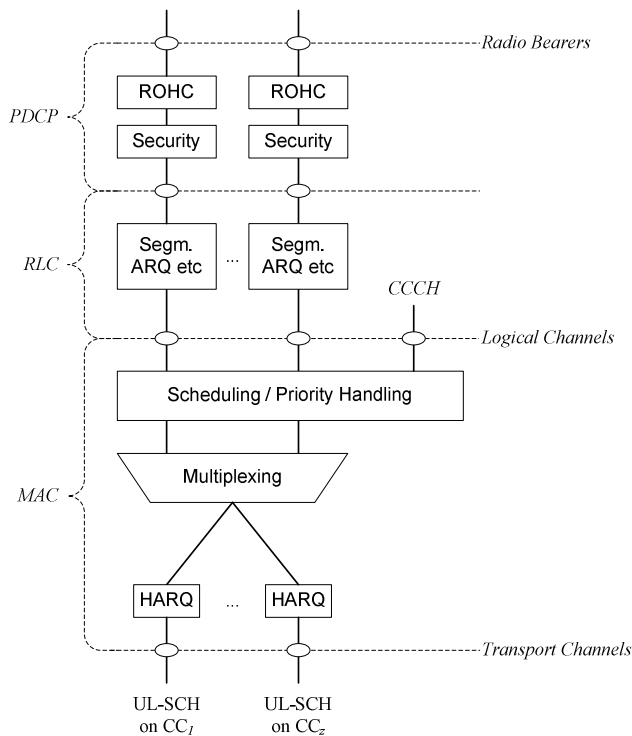 Radio Bearers
ROHC
ROHC
PDCP
Security
Security
Segm.
ARQ etc
...
Segm.
ARQ etc
RLC
CCCH
Logical Channels
Scheduling / Priority Handling
Multiplexing
MAC
HARQ
...
HARQ
Transport Channels
UL-SCH
on CC1
UL-SCH
on CCz